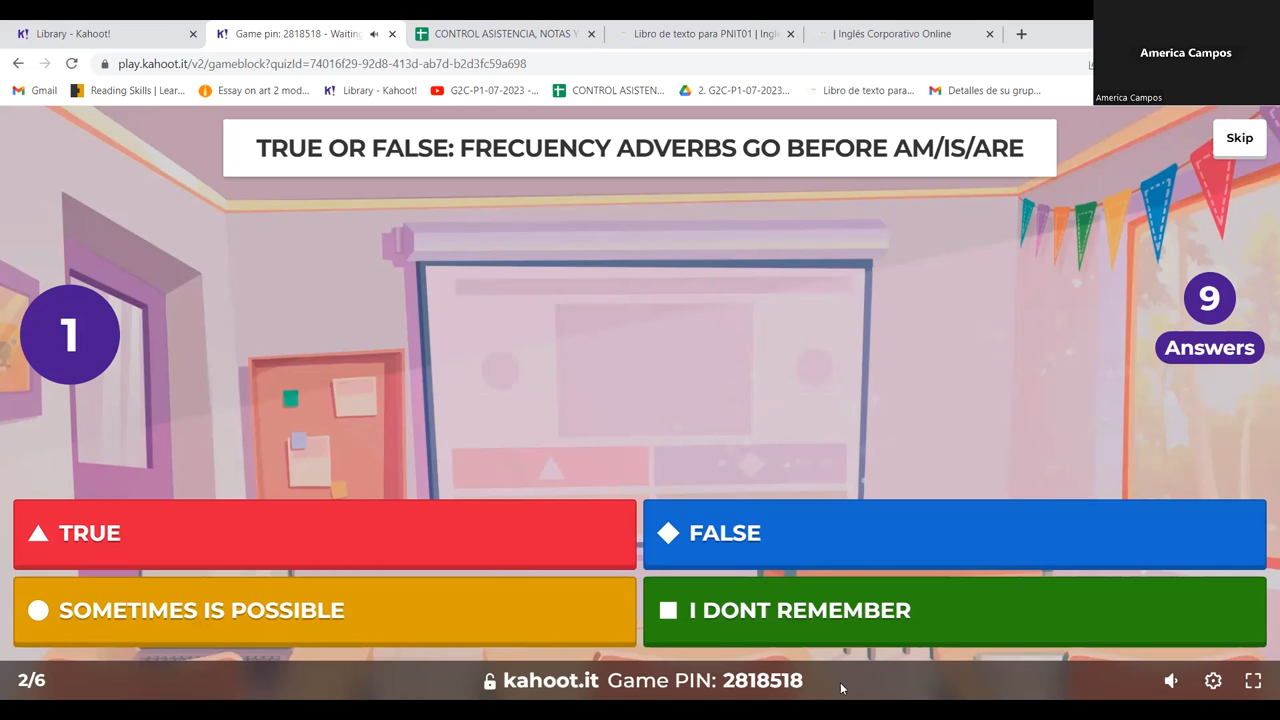 Library - Kahoot!
Game pin: 2818518 - Waiting
CONTROL ASISTENCIA, NOTAS Y
Libro de texto para PNIT01 | Ingl
| Inglés Corporativo Online
America Campos
play.kahoot.it/v2/gameblock?quizId=74016f29-92d8-413d-ab7d-b2d3fc59a698
Gmail
Reading Skills | Lear...
Essay on art 2 mod...
Library - Kahoot!
G2C-P1-07-2023 -...
CONTROL ASISTEN...
2. G2C-P1-07-2023...
Libro de texto para...
Detalles de su grup...
America Campos
TRUE OR FALSE: FRECUENCY ADVERBS GO BEFORE AM/IS/ARE
Skip
1
9
Answers
TRUE
FALSE
SOMETIMES IS POSSIBLE
I DONT REMEMBER
2/6
kahoot.it Game PIN: 2818518